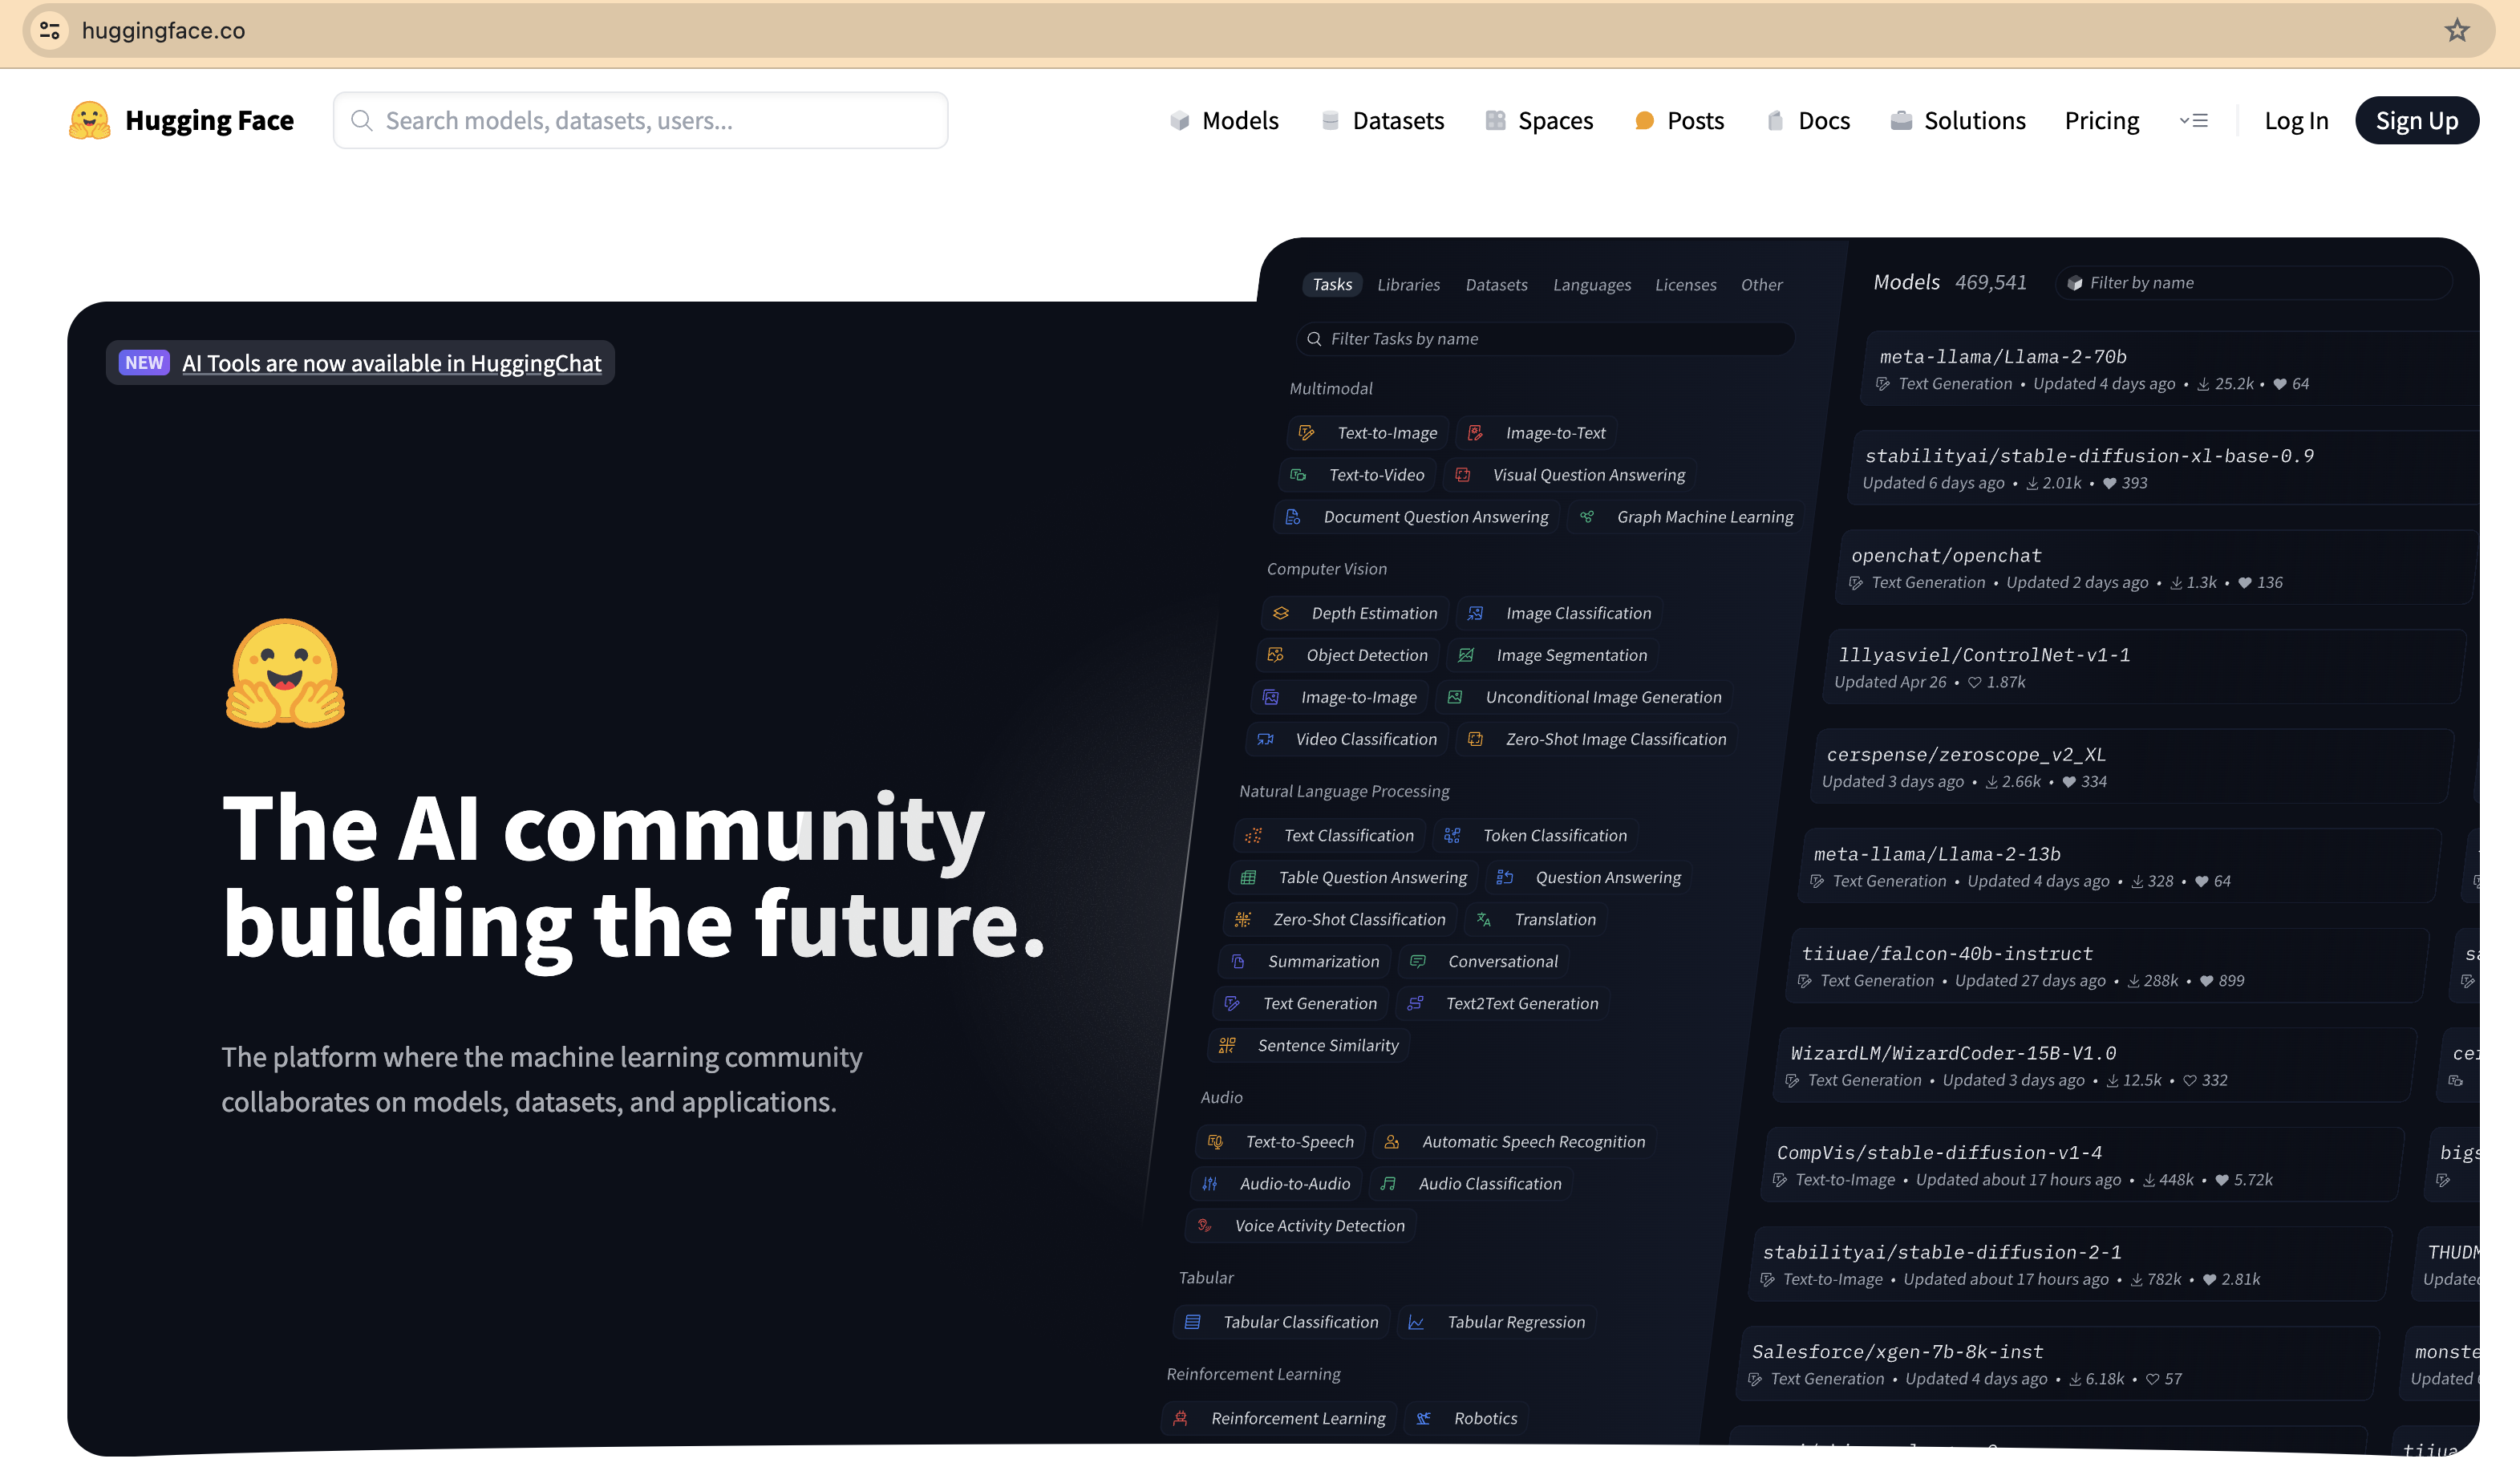 huggingface.co
Hugging Face
Search models, datasets, users...
Models
Datasets
Spaces
Posts
Docs
Solutions
Pricing
Log In
Sign Up
NEW AI Tools are now available in HuggingChat
The AI community
building the future.
The platform where the machine learning community
collaborates on models, datasets, and applications.
Tasks Libraries Datasets Languages Licenses Other
Filter Tasks by name
Multimodal
Text-to-Image Image-to-Text
Text-to-Video Visual Question Answering
Document Question Answering Graph Machine Learning
Computer Vision
Depth Estimation Image Classification
Object Detection Image Segmentation
Image-to-Image Unconditional Image Generation
Video Classification Zero-Shot Image Classification
Natural Language Processing
Text Classification Token Classification
Table Question Answering Question Answering
Zero-Shot Classification Translation
Summarization Conversational
Text Generation Text2Text Generation
Sentence Similarity
Audio
Text-to-Speech Automatic Speech Recognition
Audio-to-Audio Audio Classification
Voice Activity Detection
Tabular
Tabular Classification Tabular Regression
Reinforcement Learning
Reinforcement Learning Robotics
Models 469,541 Filter by name
meta-llama/Llama-2-70b
Text Generation • Updated 4 days ago • 25.2k • 64
stabilityai/stable-diffusion-xl-base-0.9
Updated 6 days ago • 2.01k • 393
openchat/openchat
Text Generation • Updated 2 days ago • 1.3k • 136
lllyasviel/ControlNet-v1-1
Updated Apr 26 • 1.87k
cerspense/zeroscope_v2_XL
Updated 3 days ago • 2.66k • 334
meta-llama/Llama-2-13b
Text Generation • Updated 4 days ago • 328 • 64
tiiuae/falcon-40b-instruct
Text Generation • Updated 27 days ago • 288k • 899
WizardLM/WizardCoder-15B-V1.0
Text Generation • Updated 3 days ago • 12.5k • 332
CompVis/stable-diffusion-v1-4
Text-to-Image • Updated about 17 hours ago • 448k • 5.72k
stabilityai/stable-diffusion-2-1
Text-to-Image • Updated about 17 hours ago • 782k • 2.81k
Salesforce/xgen-7b-8k-inst
Text Generation • Updated 4 days ago • 6.18k • 57
THUDM
Updated
monste
Updated